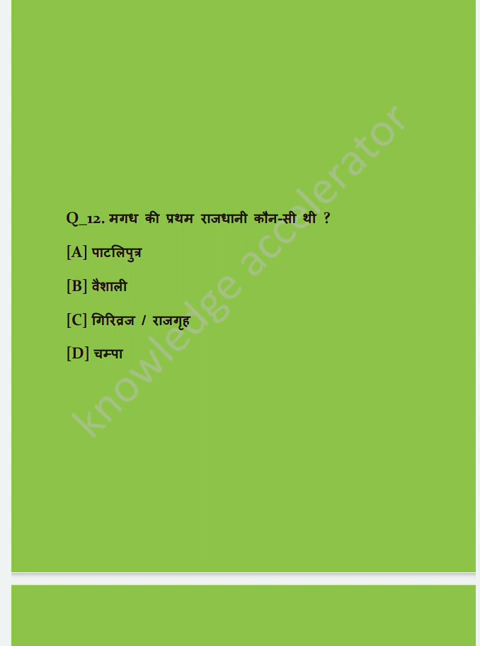 Q_12. मगध की प्रथम राजधानी कौन-सी थी ?
[A] पाटलिपुत्र
[B] वैशाली
[C] गिरिव्रज / राजगृह
[D] चम्पा
knowledge accelerator